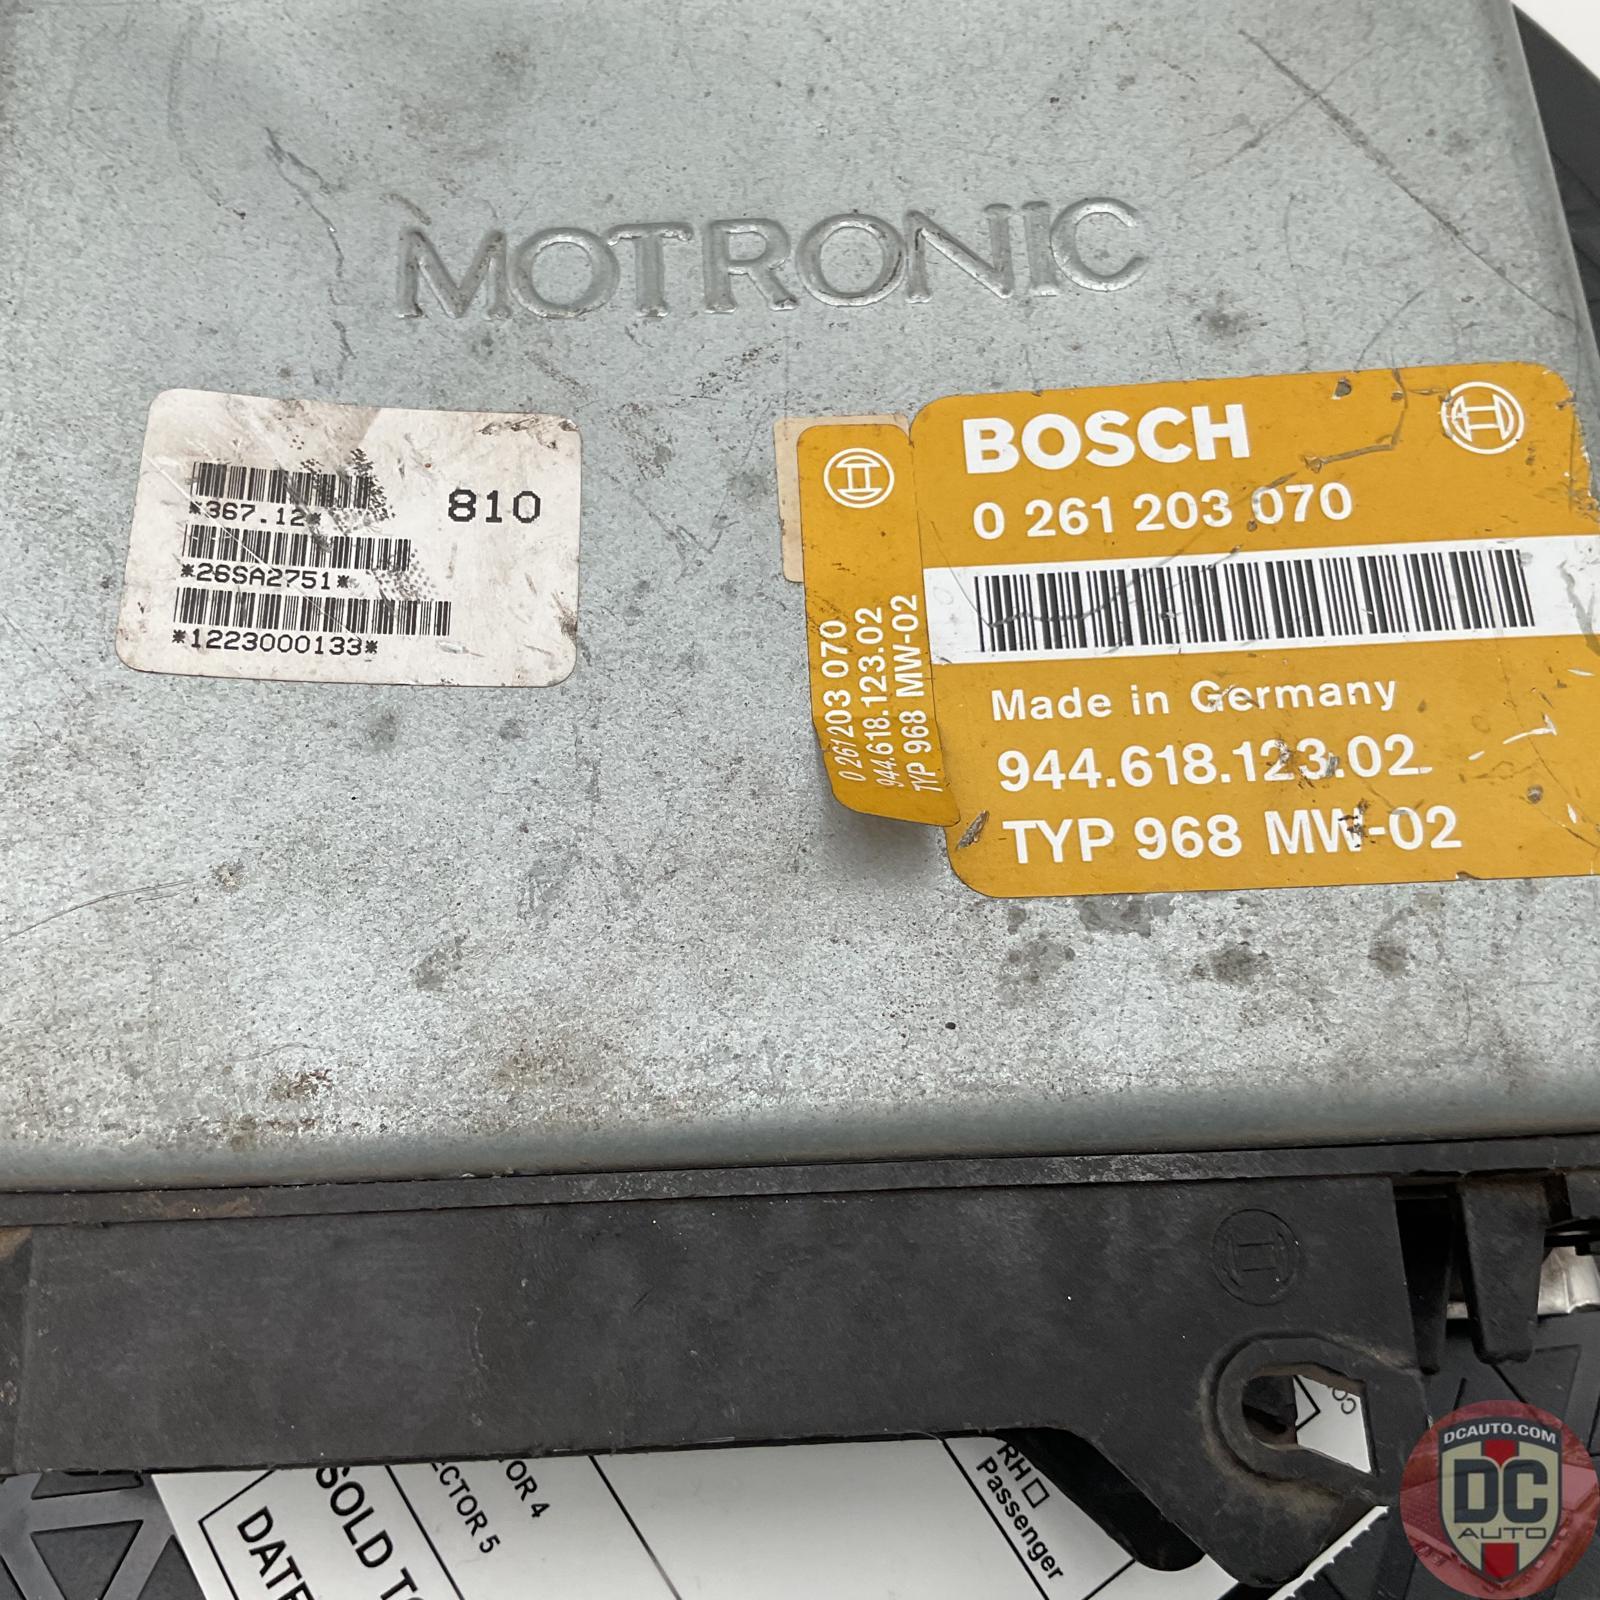 MOTRONIC
810
*367.12*
*26SA2751*
*1223000133*
0 261 203 070
944.618.123.02
TYP 968 MW-02
BOSCH
0 261 203 070
Made in Germany
944.618.123.02
TYP 968 MW-02
RH
Passenger
OR 4
ECTOR 5
SOLD T
DATE
DCAUTO.COM
DC
AUTO